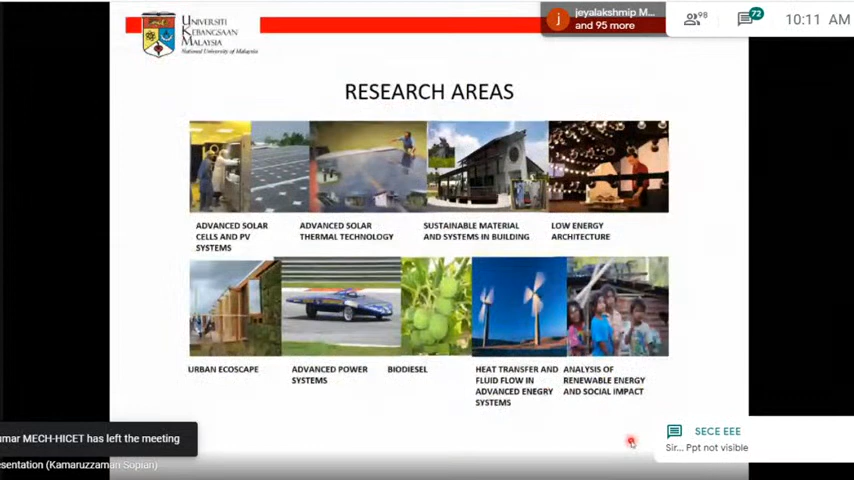 UNIVERSITI
KEBANGSAAN
MALAYSIA
National University of Malaysia
j
jeyalakshmip M...
and 95 more
98
72
10:11 AM
RESEARCH AREAS
ADVANCED SOLAR
CELLS AND PV
SYSTEMS
ADVANCED SOLAR
THERMAL TECHNOLOGY
SUSTAINABLE MATERIAL
AND SYSTEMS IN BUILDING
LOW ENERGY
ARCHITECTURE
URBAN ECOSCAPE
ADVANCED POWER
SYSTEMS
BIODIESEL
HEAT TRANSFER AND
FLUID FLOW IN
ADVANCED ENEGRY
SYSTEMS
ANALYSIS OF
RENEWABLE ENERGY
AND SOCIAL IMPACT
umar MECH-HICET has left the meeting
esentation (Kamaruzzaman Sopian)
SECE EEE
Sir... Ppt not visible